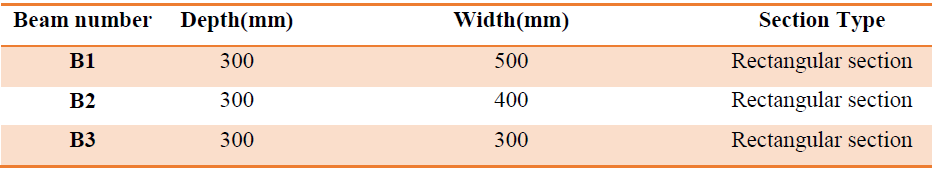 Beam number Depth(mm) Width(mm) Section Type
B1 300 500 Rectangular section
B2 300 400 Rectangular section
B3 300 300 Rectangular section